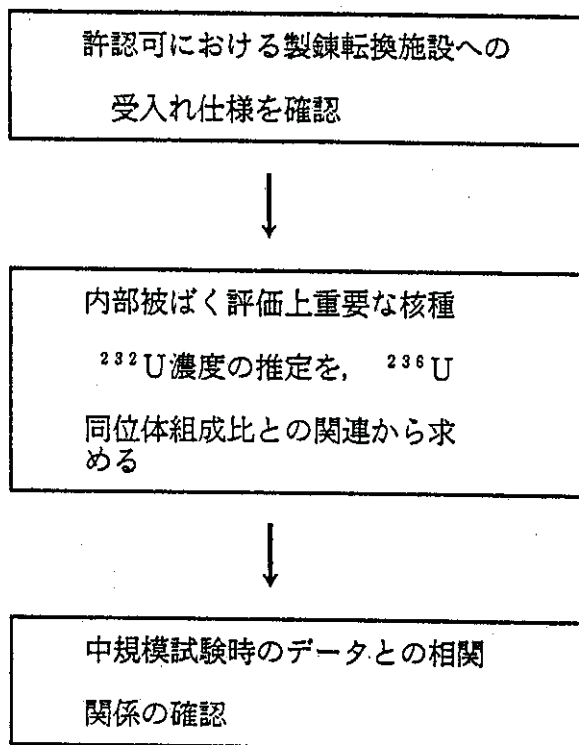 許認可における製錬転換施設への
受入れ仕様を確認
内部被ばく評価上重要な核種
²³²U濃度の推定を, ²³⁶U
同位体組成比との関連から求
める
中規模試験時のデータとの相関
関係の確認